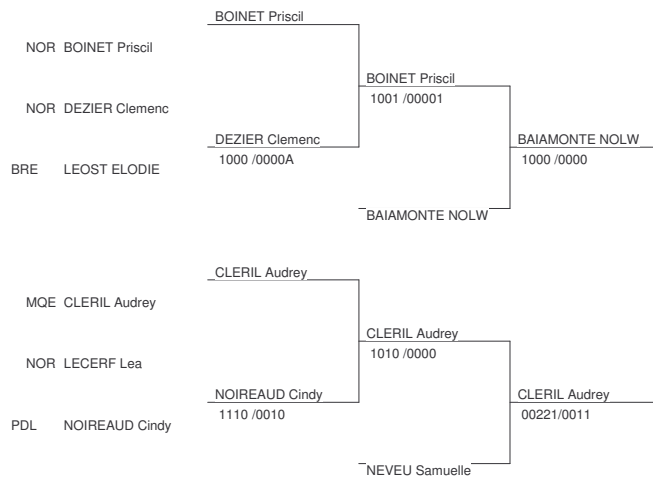 BOINET Priscil
NOR BOINET Priscil
BOINET Priscil
1001 /00001
NOR DEZIER Clemenc
DEZIER Clemenc
1000 /0000A
BAIAMONTE NOLW
1000 /0000
BRE LEOST ELODIE
BAIAMONTE NOLW
CLERIL Audrey
MQE CLERIL Audrey
CLERIL Audrey
1010 /0000
NOR LECERF Lea
NOIREAUD Cindy
1110 /0010
CLERIL Audrey
00221/0011
PDL NOIREAUD Cindy
NEVEU Samuelle